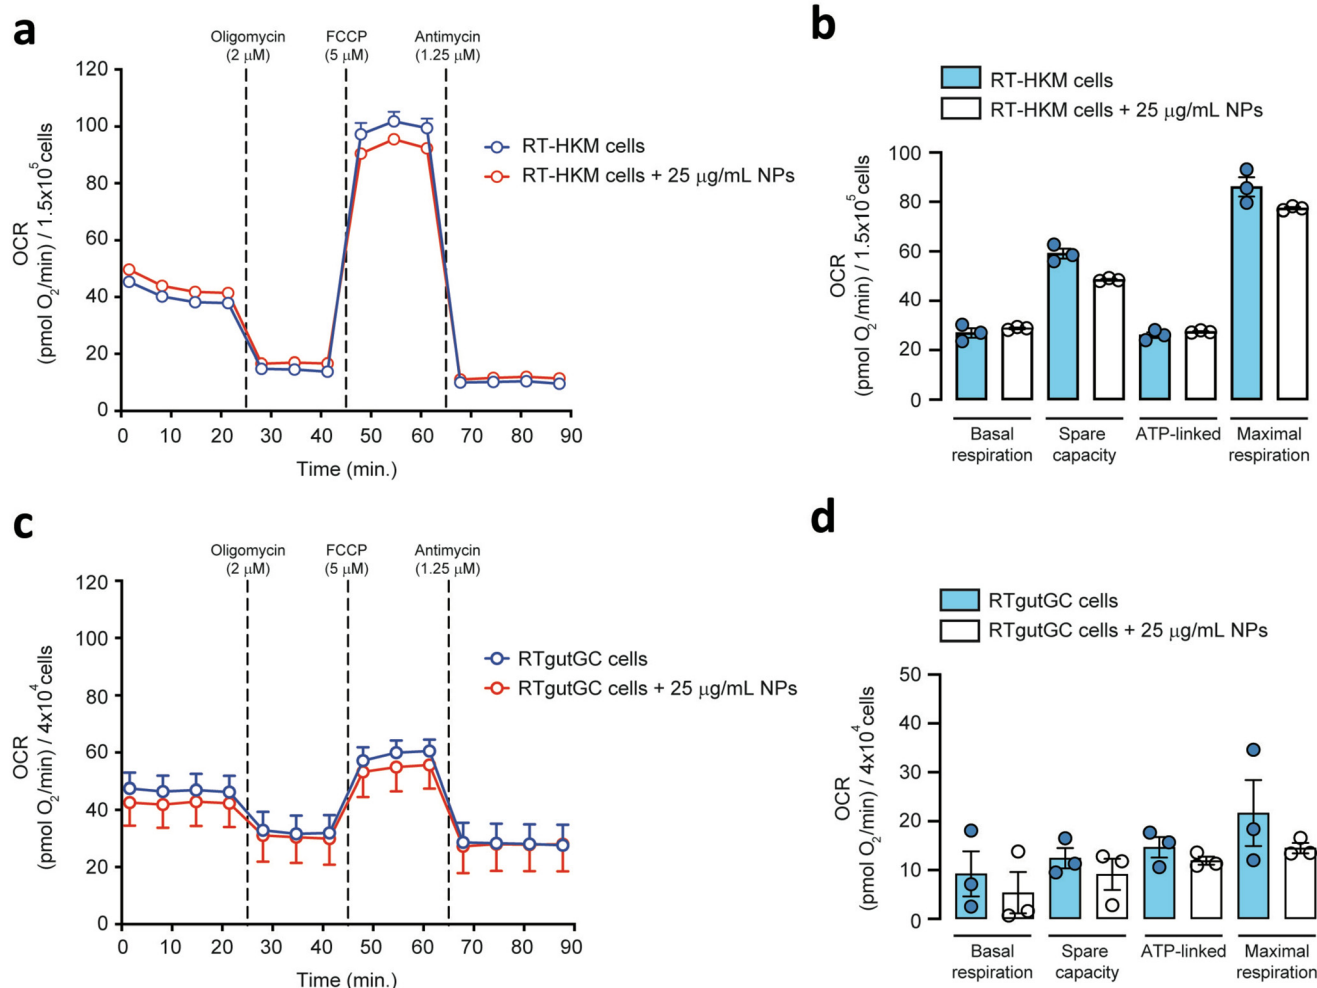 a
Oligomycin
(2 µM)
FCCP
(5 µM)
Antimycin
(1.25 µM)
OCR
(pmol O2/min) / 1.5x10^5 cells
120
100
80
60
40
20
0
0 10 20 30 40 50 60 70 80 90
Time (min.)
RT-HKM cells
RT-HKM cells + 25 µg/mL NPs
b
RT-HKM cells
RT-HKM cells + 25 µg/mL NPs
OCR
(pmol O2/min) / 1.5x10^5 cells
100
80
60
40
20
0
Basal
respiration
Spare
capacity
ATP-linked
Maximal
respiration
c
Oligomycin
(2 µM)
FCCP
(5 µM)
Antimycin
(1.25 µM)
OCR
(pmol O2/min) / 4x10^4 cells
120
100
80
60
40
20
0
0 10 20 30 40 50 60 70 80 90
Time (min.)
RTgutGC cells
RTgutGC cells + 25 µg/mL NPs
d
RTgutGC cells
RTgutGC cells + 25 µg/mL NPs
OCR
(pmol O2/min) / 4x10^4 cells
50
40
30
20
10
0
Basal
respiration
Spare
capacity
ATP-linked
Maximal
respiration